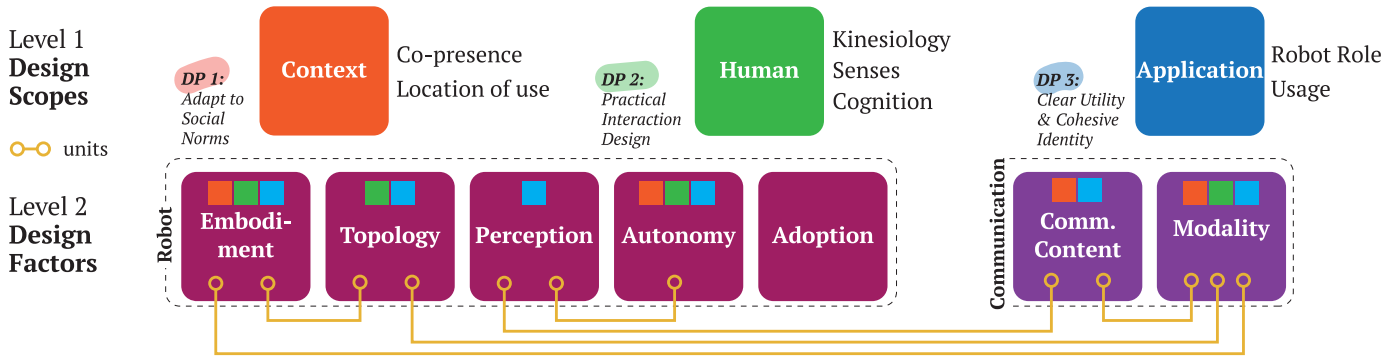 Level 1
Design
Scopes
units
DP 1:
Adapt to
Social
Norms
Context
Co-presence
Location of use
DP 2:
Practical
Interaction
Design
Human
Kinesiology
Senses
Cognition
DP 3:
Clear Utility
& Cohesive
Identity
Application
Robot Role
Usage
Level 2
Design
Factors
Robot
Embodi-
ment
Topology
Perception
Autonomy
Adoption
Communication
Comm.
Content
Modality